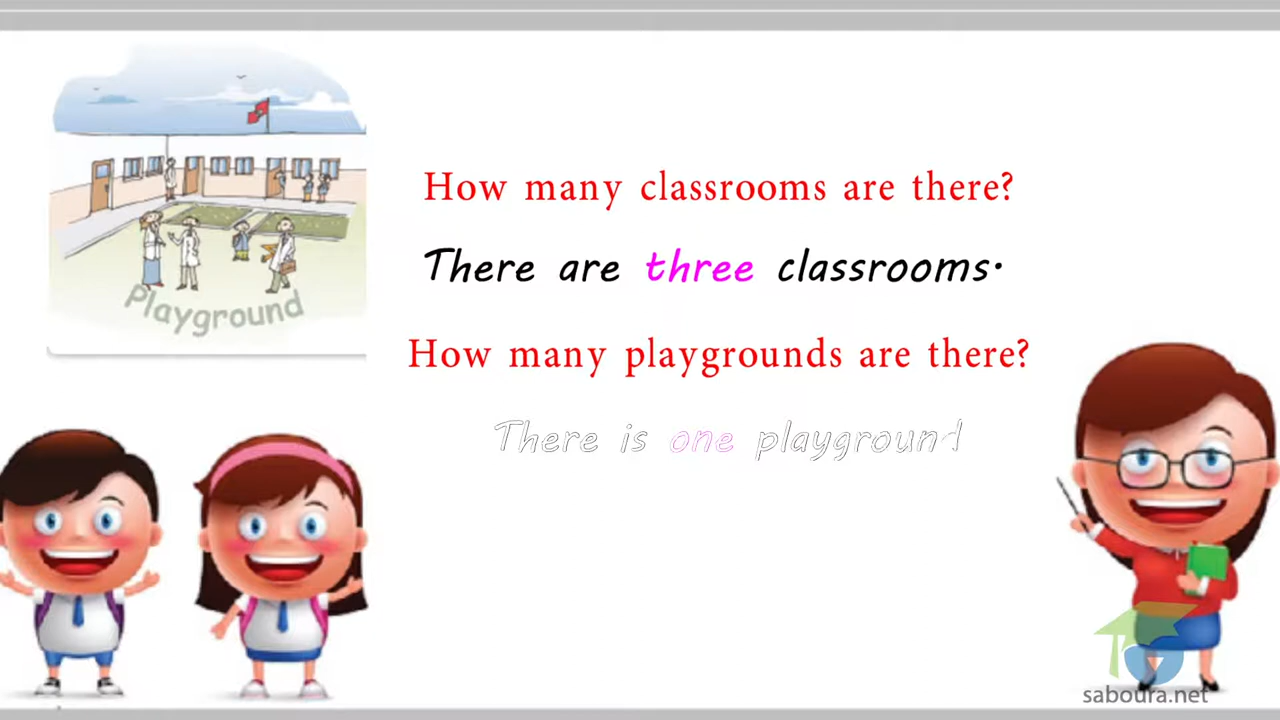 Playground
How many classrooms are there?
There are three classrooms.
How many playgrounds are there?
There is one playground
saboura.net